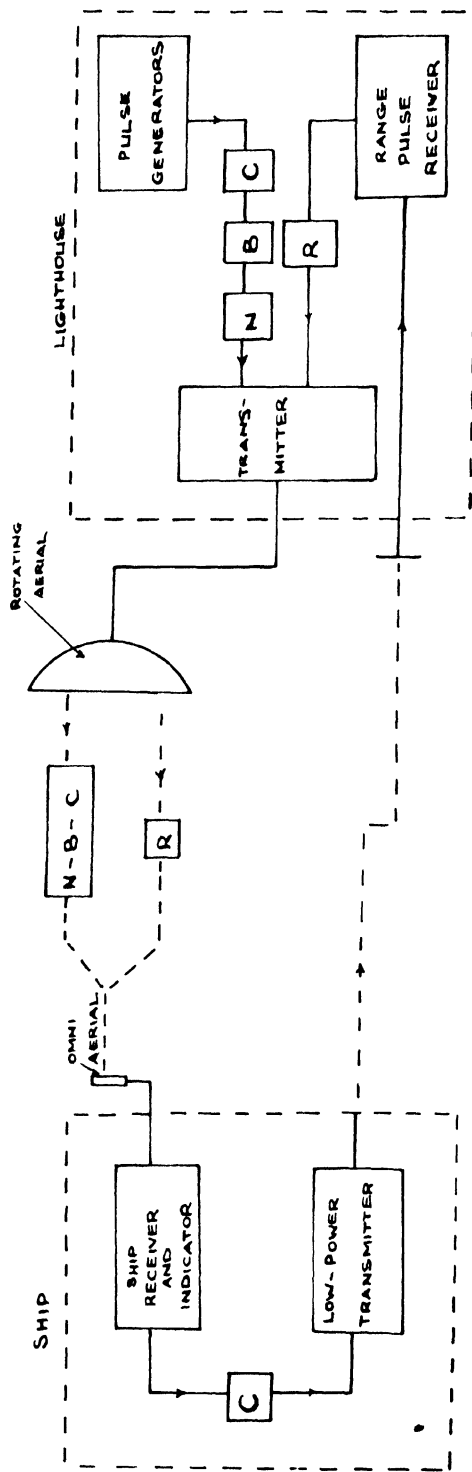 SHIP
SHIP
RECEIVER
AND
INDICATOR
C
LOW-POWER
TRANSMITTER
OMNI
AERIAL
N-B-C
R
ROTATING
AERIAL
LIGHTHOUSE
TRANS-
MITTER
N
B
C
R
PULSE
GENERATORS
RANGE
PULSE
RECEIVER